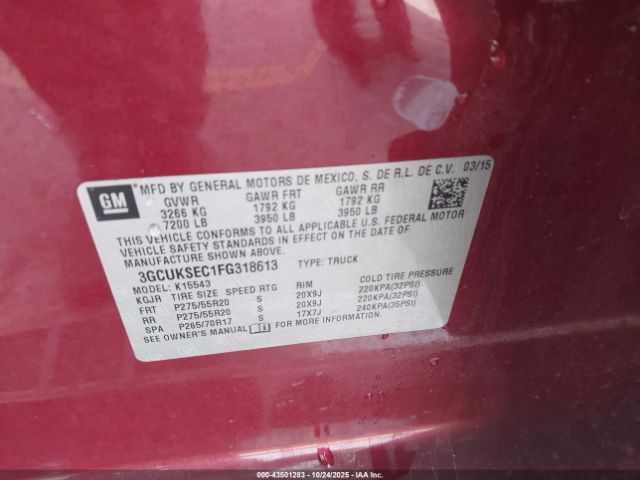 GM
MFD BY GENERAL MOTORS DE MEXICO, S. DE R.L. DE C.V. 03/15
GVWR GAWR FRT GAWR RR
3266 KG 1792 KG 1792 KG
7200 LB 3950 LB 3950 LB
THIS VEHICLE CONFORMS TO ALL APPLICABLE U.S. FEDERAL MOTOR
VEHICLE SAFETY STANDARDS IN EFFECT ON THE DATE OF
MANUFACTURE SHOWN ABOVE.
3GCUKSEC1FG318613 TYPE: TRUCK
MODEL: K15543
KGJR TIRE SIZE SPEED RTG RIM COLD TIRE PRESSURE
FRT P275/55R20 S 20X9J 220KPA(32PSI)
RR P275/55R20 S 20X9J 220KPA(32PSI)
SPA P265/70R17 S 17X7J 240KPA(35PSI)
SEE OWNER'S MANUAL FOR MORE INFORMATION.
© -- 000-43501283 - 10/24/2025 - IAAI.COM